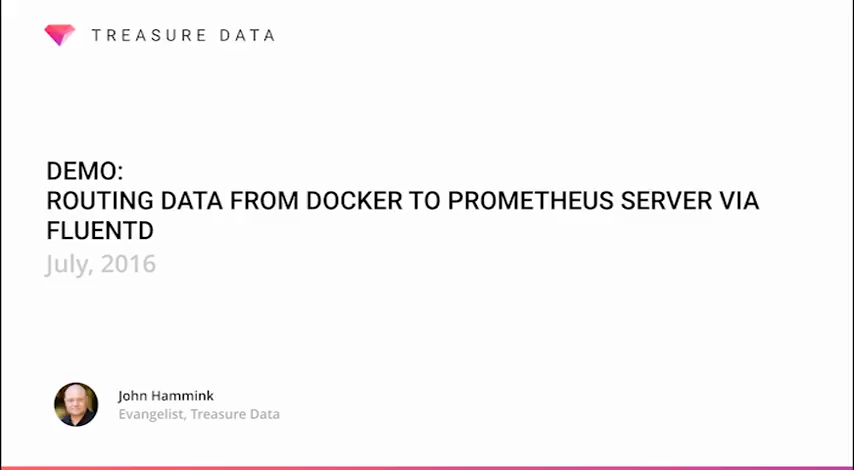 TREASURE DATA
DEMO:
ROUTING DATA FROM DOCKER TO PROMETHEUS SERVER VIA
FLUENTD
July, 2016
John Hammink
Evangelist, Treasure Data